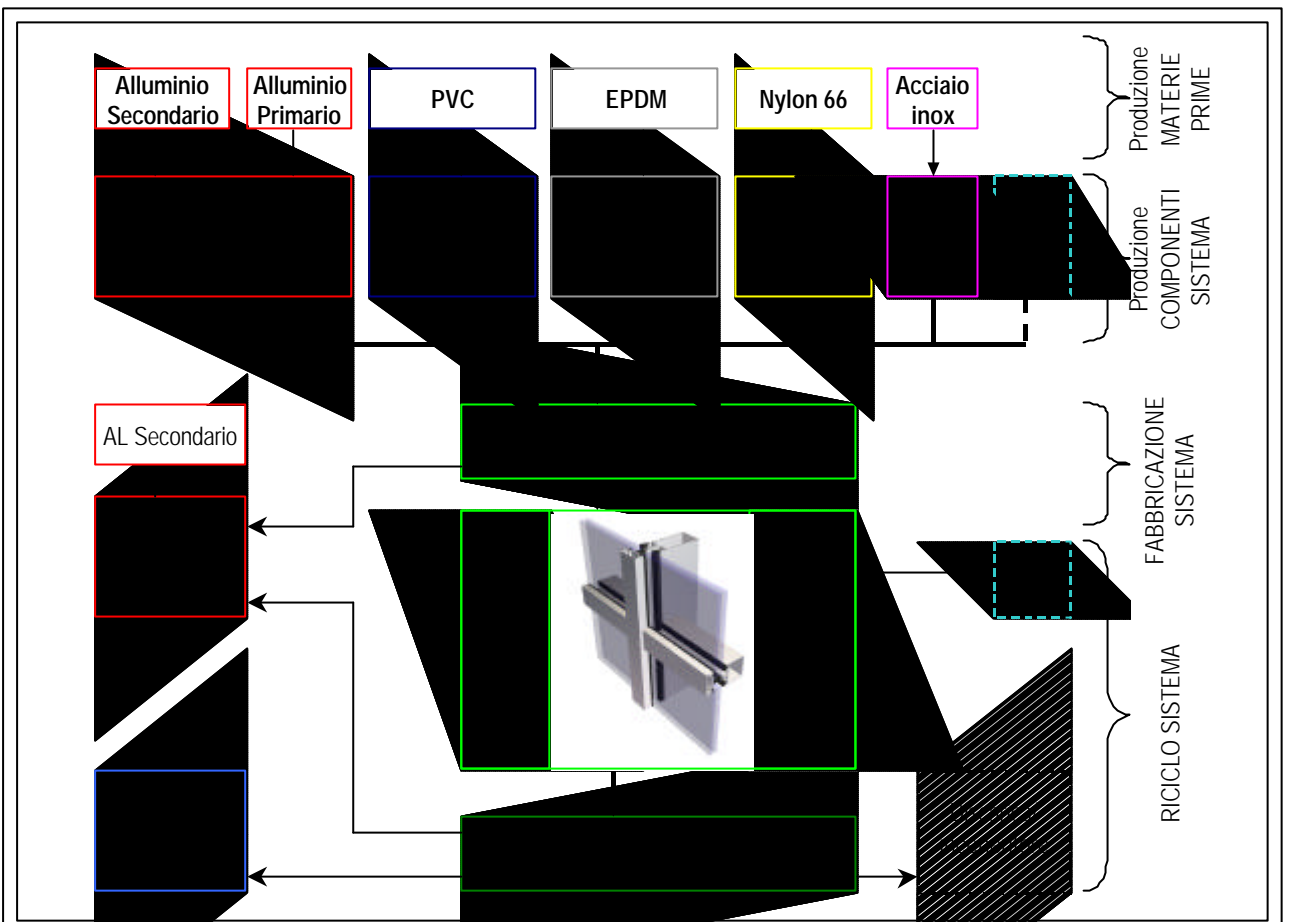 Alluminio
Secondario
Alluminio
Primario
PVC
EPDM
Nylon 66
Acciaio
inox
Produzione
MATERIE
PRIME
Produzione
COMPONENTI
SISTEMA
AL Secondario
FABBRICAZIONE
SISTEMA
RICICLO SISTEMA